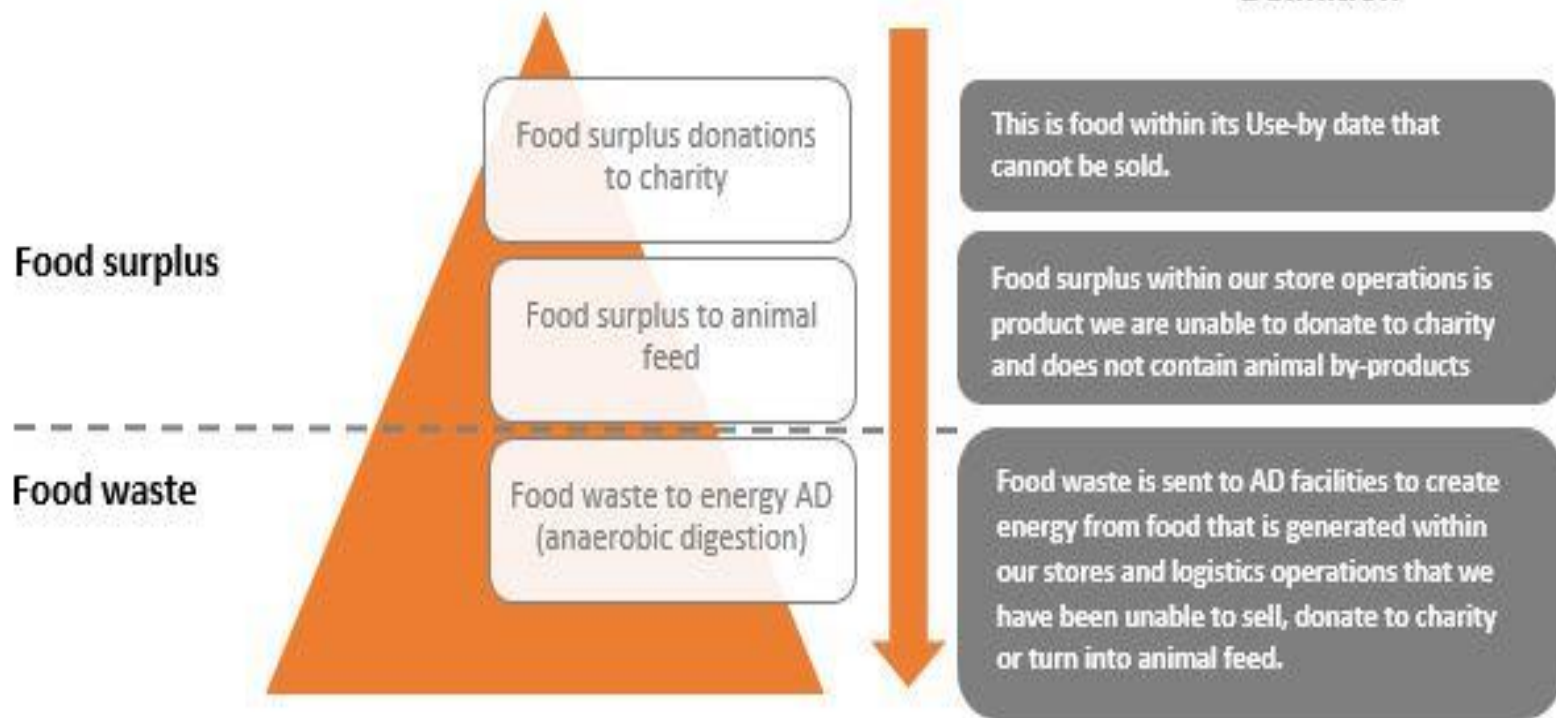 Food surplus donations
to charity
This is food within its Use-by date that
cannot be sold.
Food surplus
Food surplus to animal
feed
Food surplus within our store operations is
product we are unable to donate to charity
and does not contain animal by-products
Food waste
Food waste to energy AD
(anaerobic digestion)
Food waste is sent to AD facilities to create
energy from food that is generated within
our stores and logistics operations that we
have been unable to sell, donate to charity
or turn into animal feed.